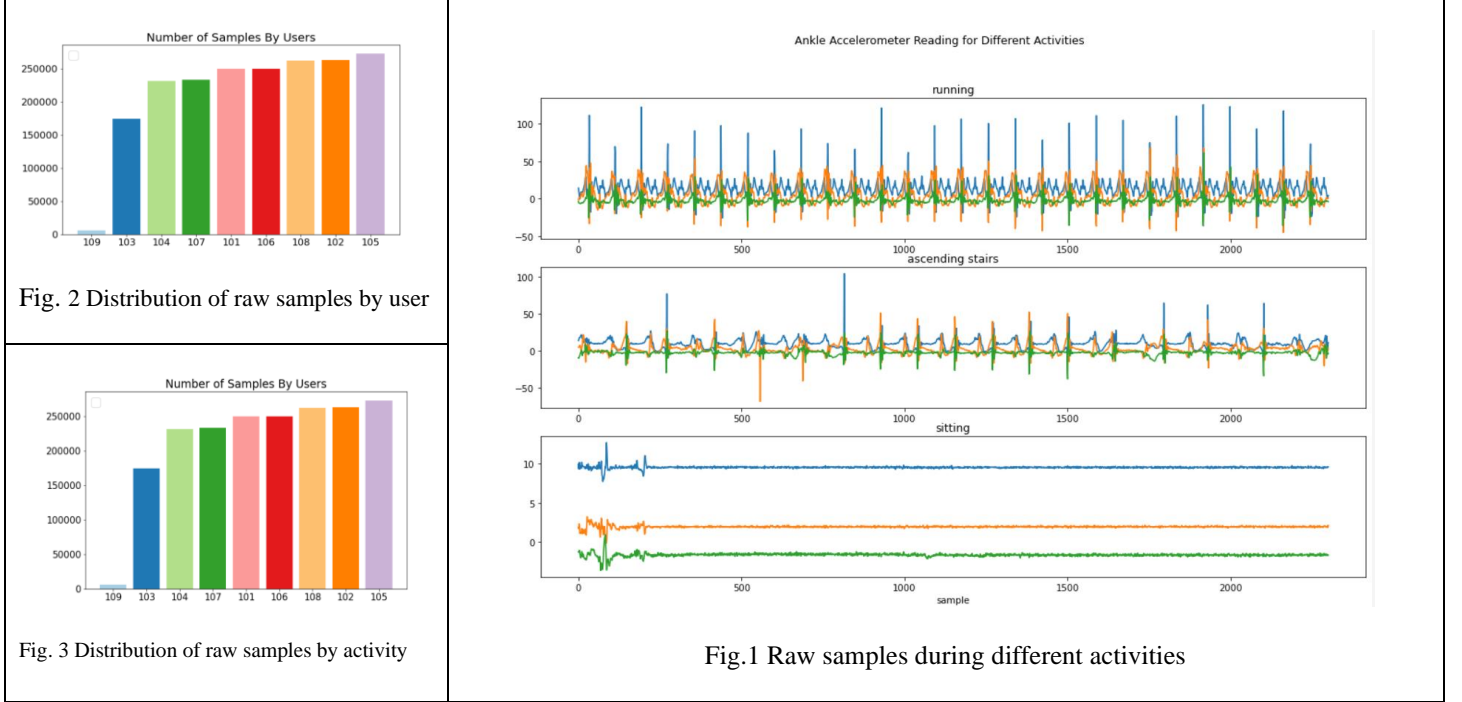 Number of Samples By Users
250000
200000
150000
100000
50000
0
109 103 104 107 101 106 108 102 105
Fig. 2 Distribution of raw samples by user
Number of Samples By Users
250000
200000
150000
100000
50000
0
109 103 104 107 101 106 108 102 105
Fig. 3 Distribution of raw samples by activity
Ankle Accelerometer Reading for Different Activities
running
100
50
0
−50
0 500 1000 1500 2000
ascending stairs
100
50
0
−50
0 500 1000 1500 2000
sitting
10
5
0
0 500 1000 1500 2000
sample
Fig.1 Raw samples during different activities